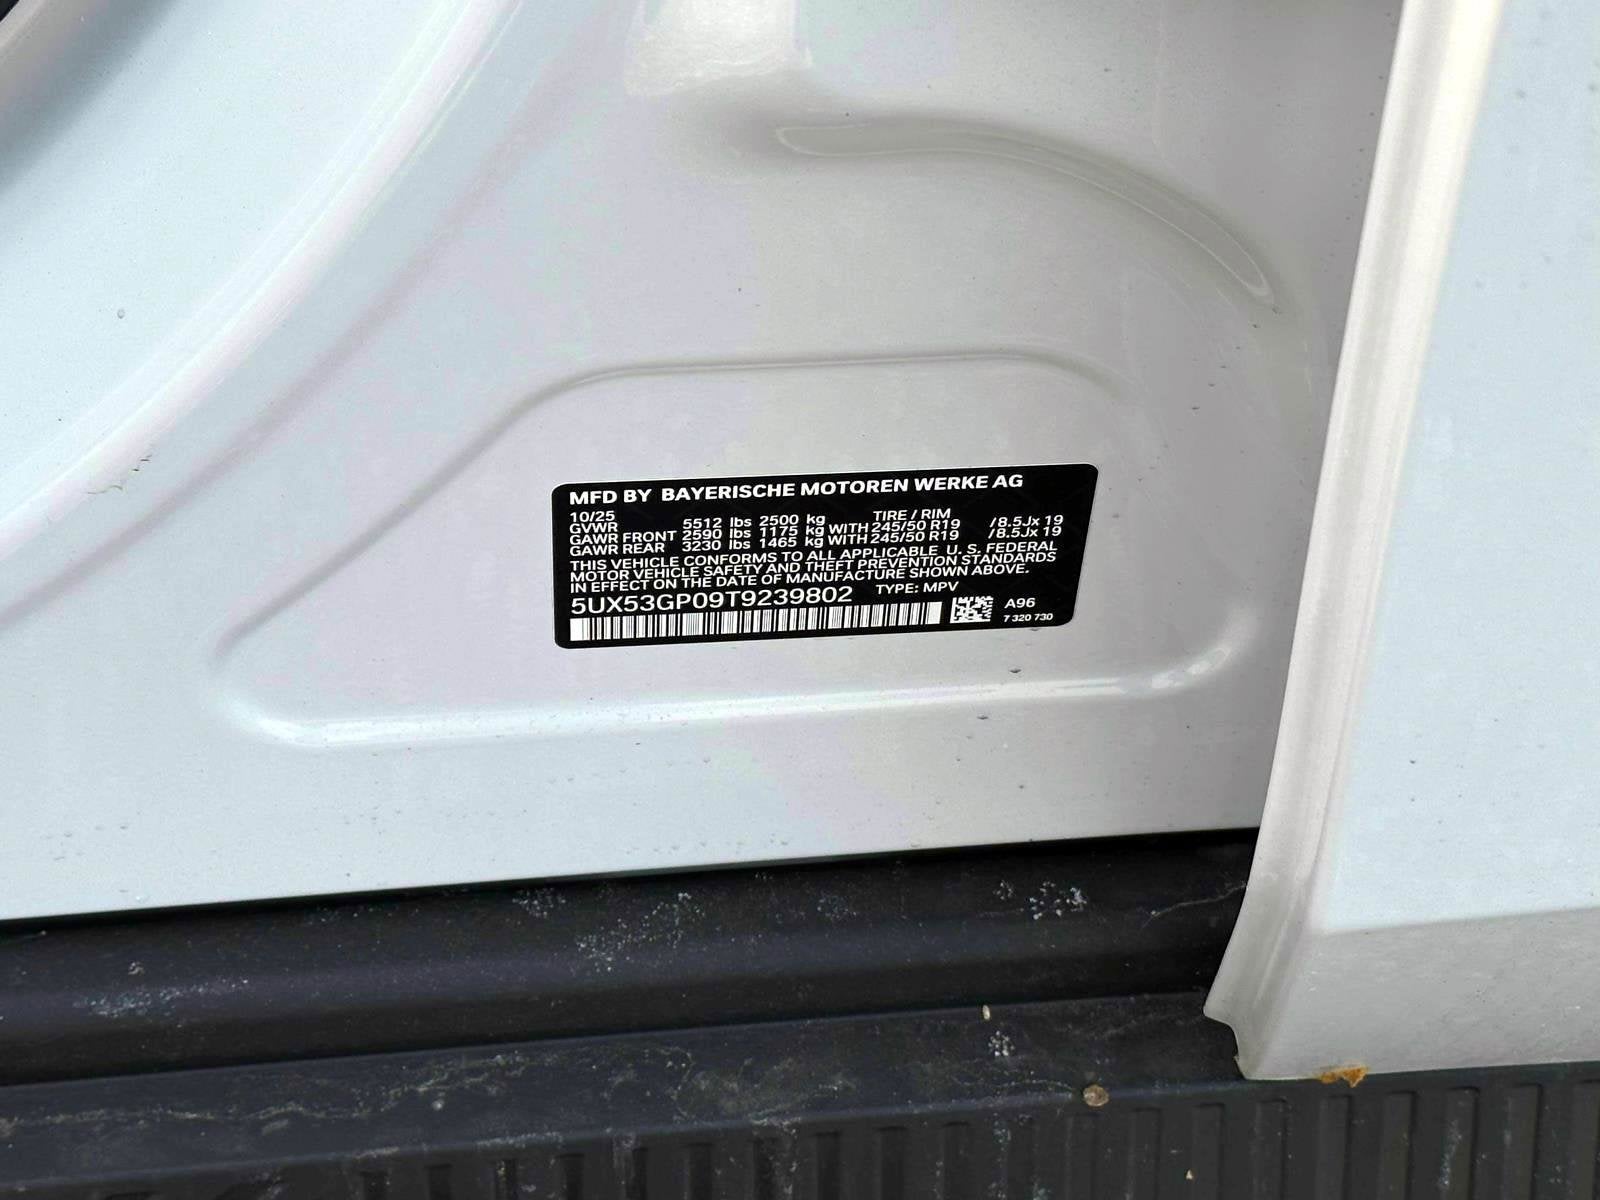 MFD BY BAYERISCHE MOTOREN WERKE AG
10/25 TIRE / RIM
GVWR 5512 lbs 2500 kg
GAWR FRONT 2590 lbs 1175 kg WITH 245/50 R19 /8.5Jx 19
GAWR REAR 3230 lbs 1465 kg WITH 245/50 R19 /8.5Jx 19
THIS VEHICLE CONFORMS TO ALL APPLICABLE U. S. FEDERAL
MOTOR VEHICLE SAFETY AND THEFT PREVENTION STANDARDS
IN EFFECT ON THE DATE OF MANUFACTURE SHOWN ABOVE.
5UX53GP09T9239802 TYPE: MPV
A96
7 320 730